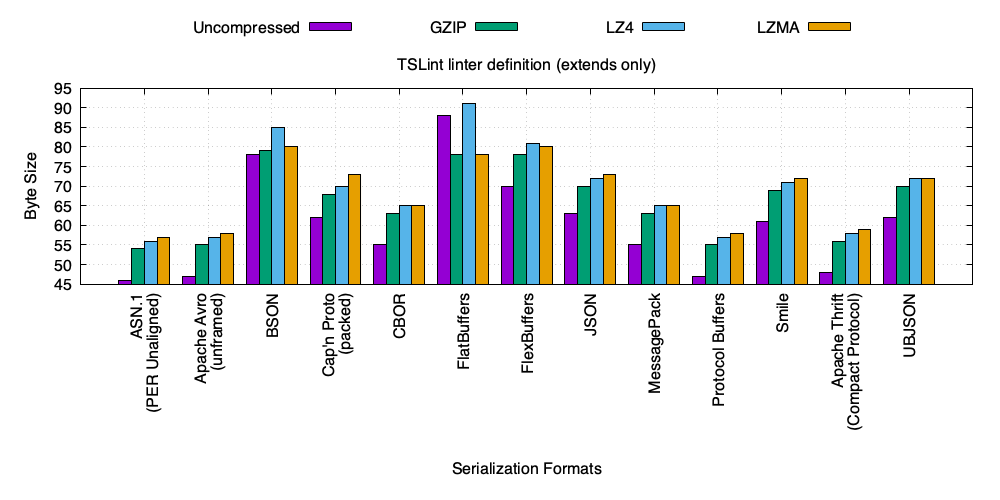 Uncompressed GZIP LZ4 LZMA
TSLint linter definition (extends only)
Byte Size
95
90
85
80
75
70
65
60
55
50
45
ASN.1
(PER Unaligned)
Apache Avro
(unframed)
BSON
Cap'n Proto
(packed)
CBOR
FlatBuffers
FlexBuffers
JSON
MessagePack
Protocol Buffers
Smile
Apache Thrift
(Compact Protocol)
UBJSON
Serialization Formats